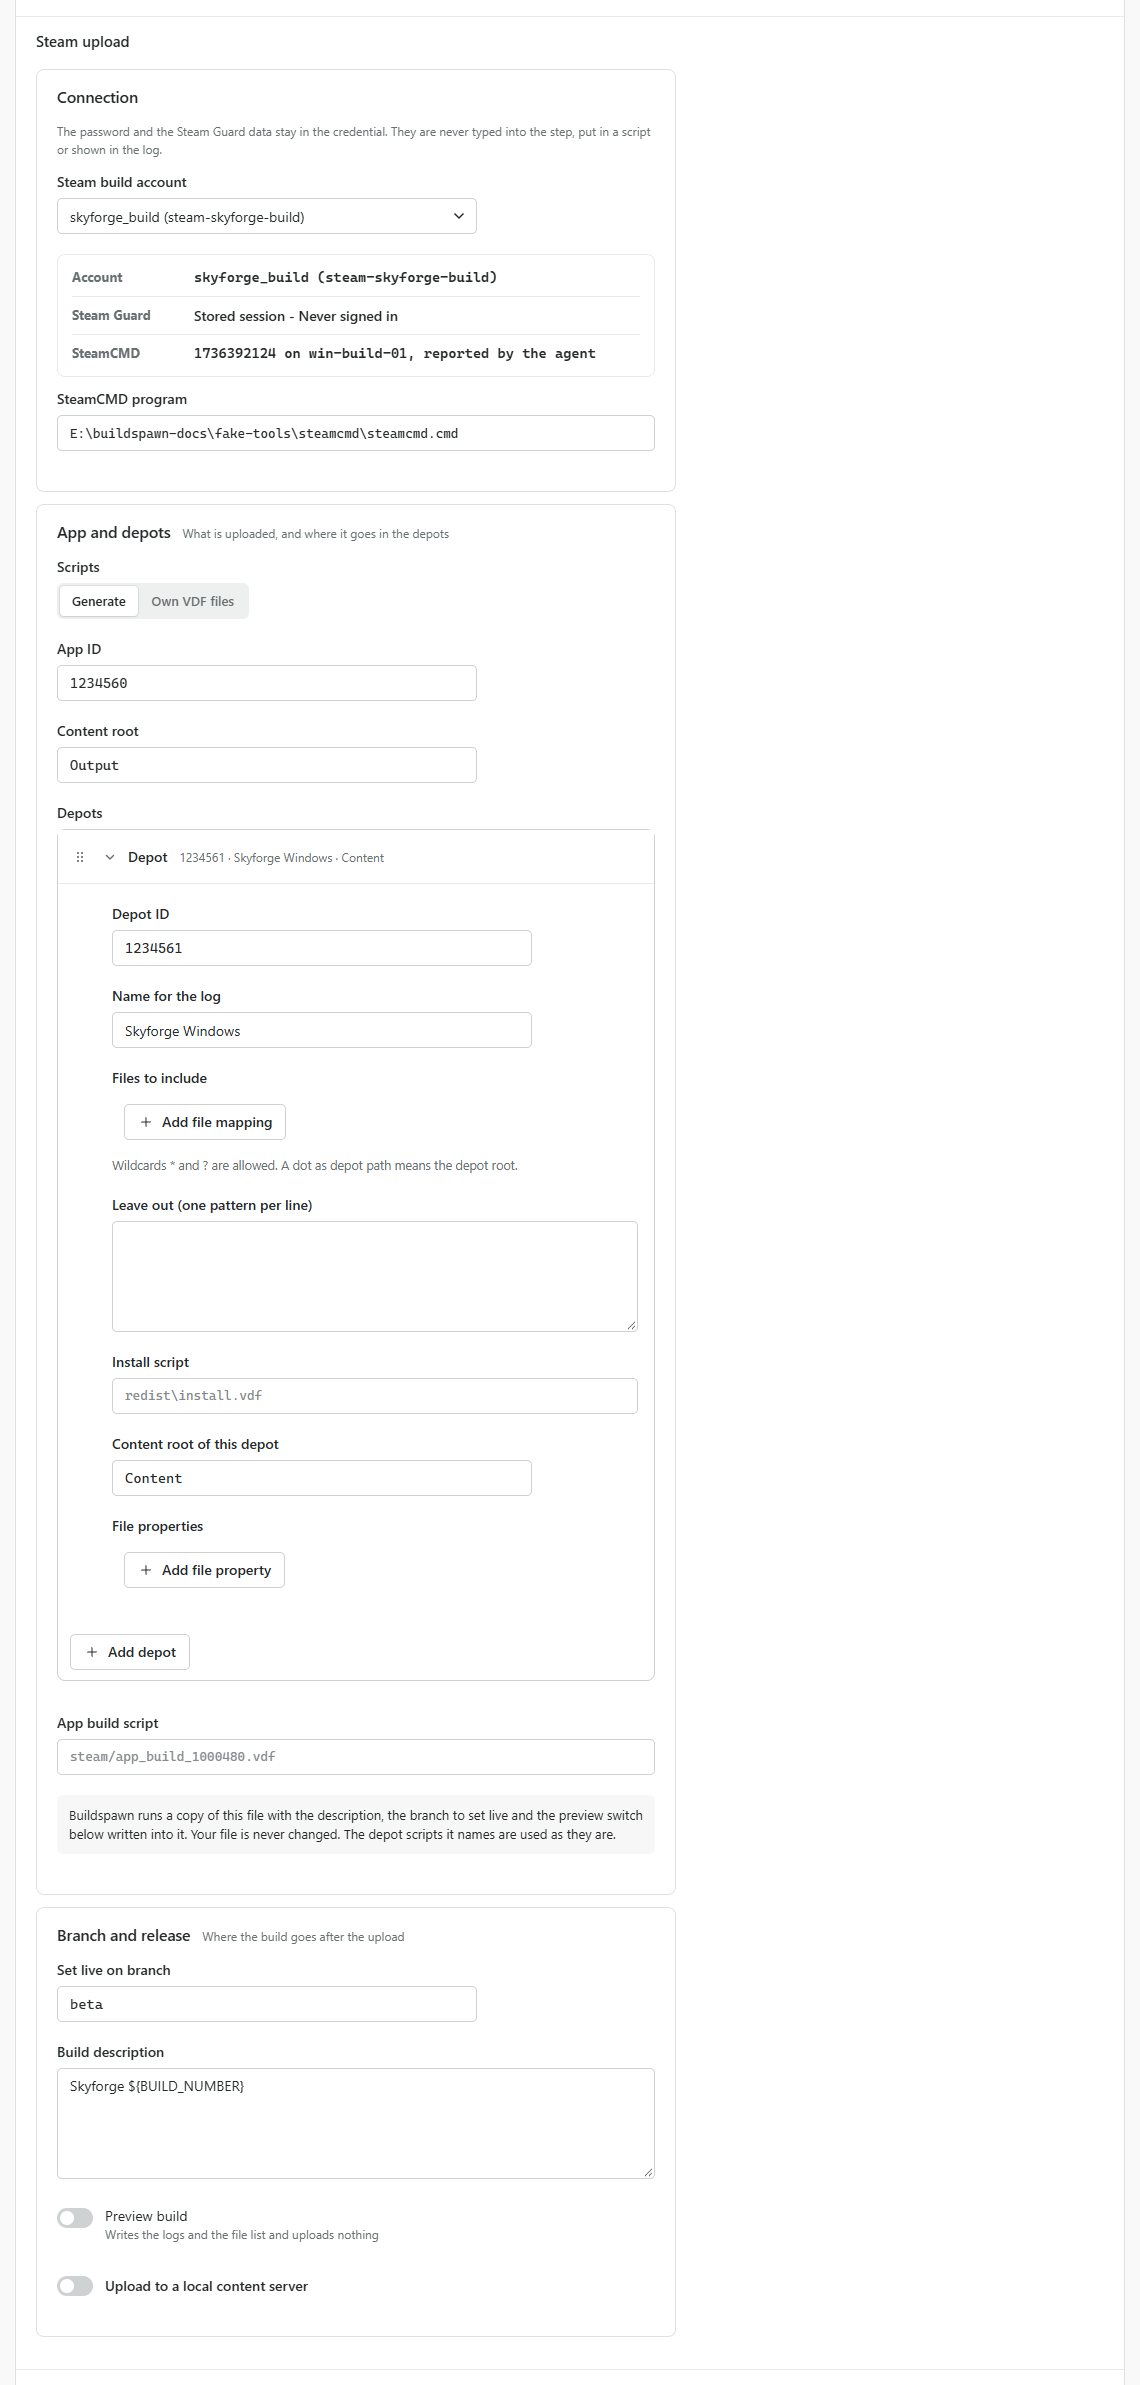 Steam upload
Connection
The password and the Steam Guard data stay in the credential. They are never typed into the step, put in a script
or shown in the log.
Steam build account
skyforge_build (steam-skyforge-build)
Account skyforge_build (steam-skyforge-build)
Steam Guard Stored session - Never signed in
SteamCMD 1736392124 on win-build-01, reported by the agent
SteamCMD program
E:\buildspawn-docs\fake-tools\steamcmd\steamcmd.cmd
App and depots What is uploaded, and where it goes in the depots
Scripts
Generate Own VDF files
App ID
1234560
Content root
Output
Depots
Depot 1234561 · Skyforge Windows · Content
Depot ID
1234561
Name for the log
Skyforge Windows
Files to include
+ Add file mapping
Wildcards * and ? are allowed. A dot as depot path means the depot root.
Leave out (one pattern per line)
Install script
redist\install.vdf
Content root of this depot
Content
File properties
+ Add file property
+ Add depot
App build script
steam/app_build_1000480.vdf
Buildspawn runs a copy of this file with the description, the branch to set live and the preview switch
below written into it. Your file is never changed. The depot scripts it names are used as they are.
Branch and release Where the build goes after the upload
Set live on branch
beta
Build description
Skyforge ${BUILD_NUMBER}
Preview build
Writes the logs and the file list and uploads nothing
Upload to a local content server